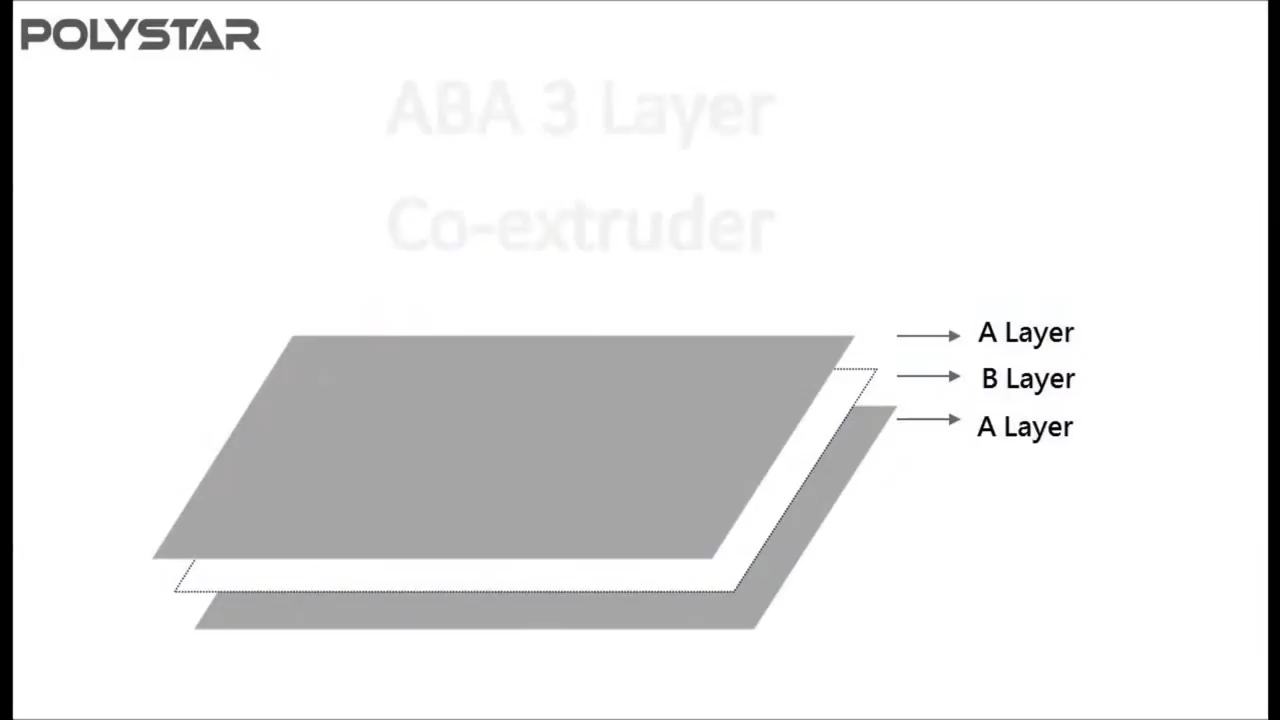 POLYSTAR
ABA 3 Layer
Co-extruder
A Layer
B Layer
A Layer